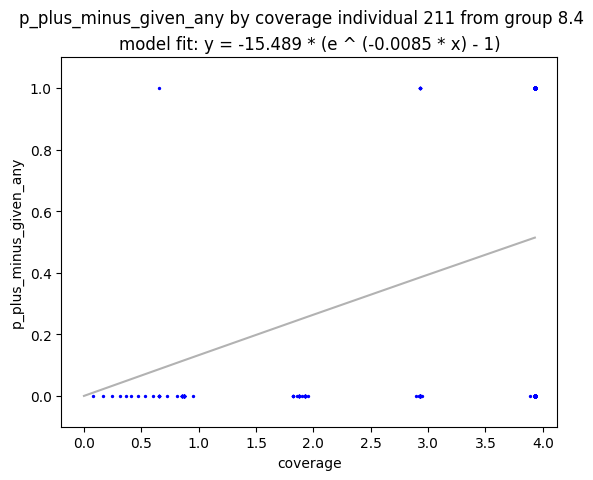 p_plus_minus_given_any by coverage individual 211 from group 8.4
model fit: y = -15.489 * (e ^ (-0.0085 * x) - 1)
1.0
0.8
0.6
0.4
0.2
0.0
p_plus_minus_given_any
0.0 0.5 1.0 1.5 2.0 2.5 3.0 3.5 4.0
coverage